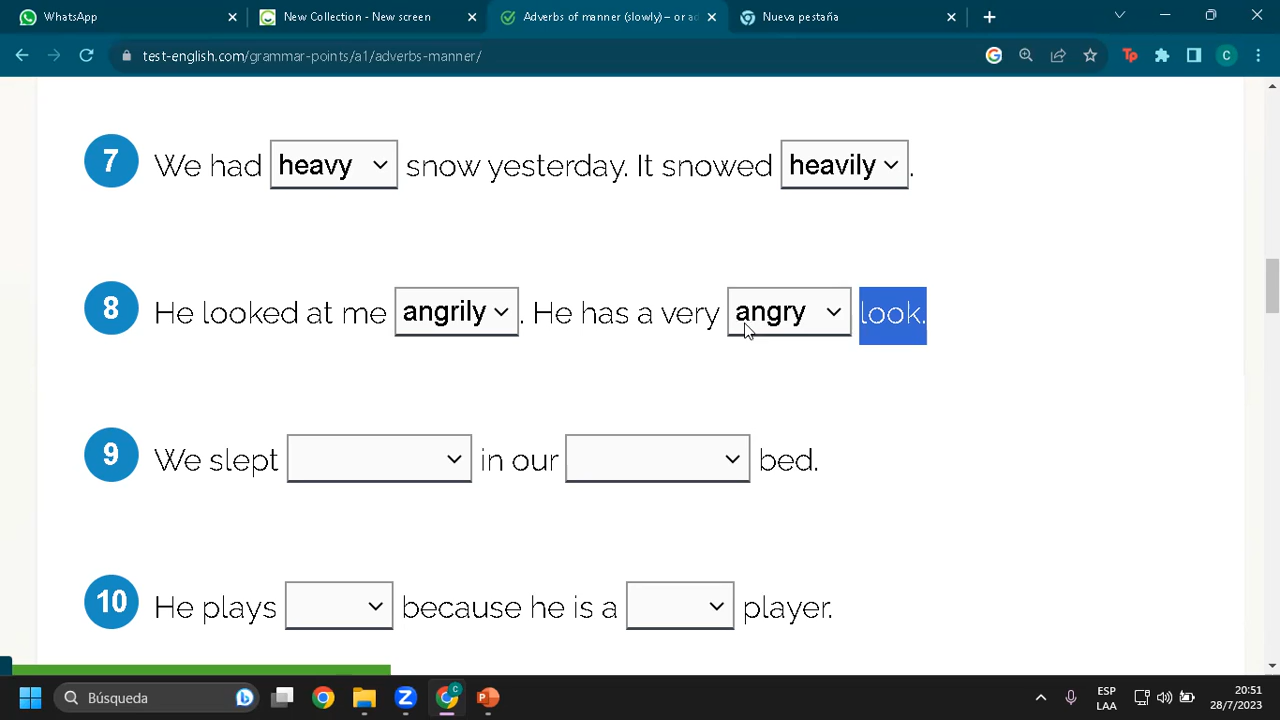 WhatsApp
New Collection - New screen
Adverbs of manner (slowly) – or ad
Nueva pestaña
test-english.com/grammar-points/a1/adverbs-manner/
Tp
C
7 We had heavy snow yesterday. It snowed heavily.
8 He looked at me angrily. He has a very angry look.
9 We slept in our bed.
10 He plays because he is a player.
Búsqueda
ESP
LAA
20:51
28/7/2023